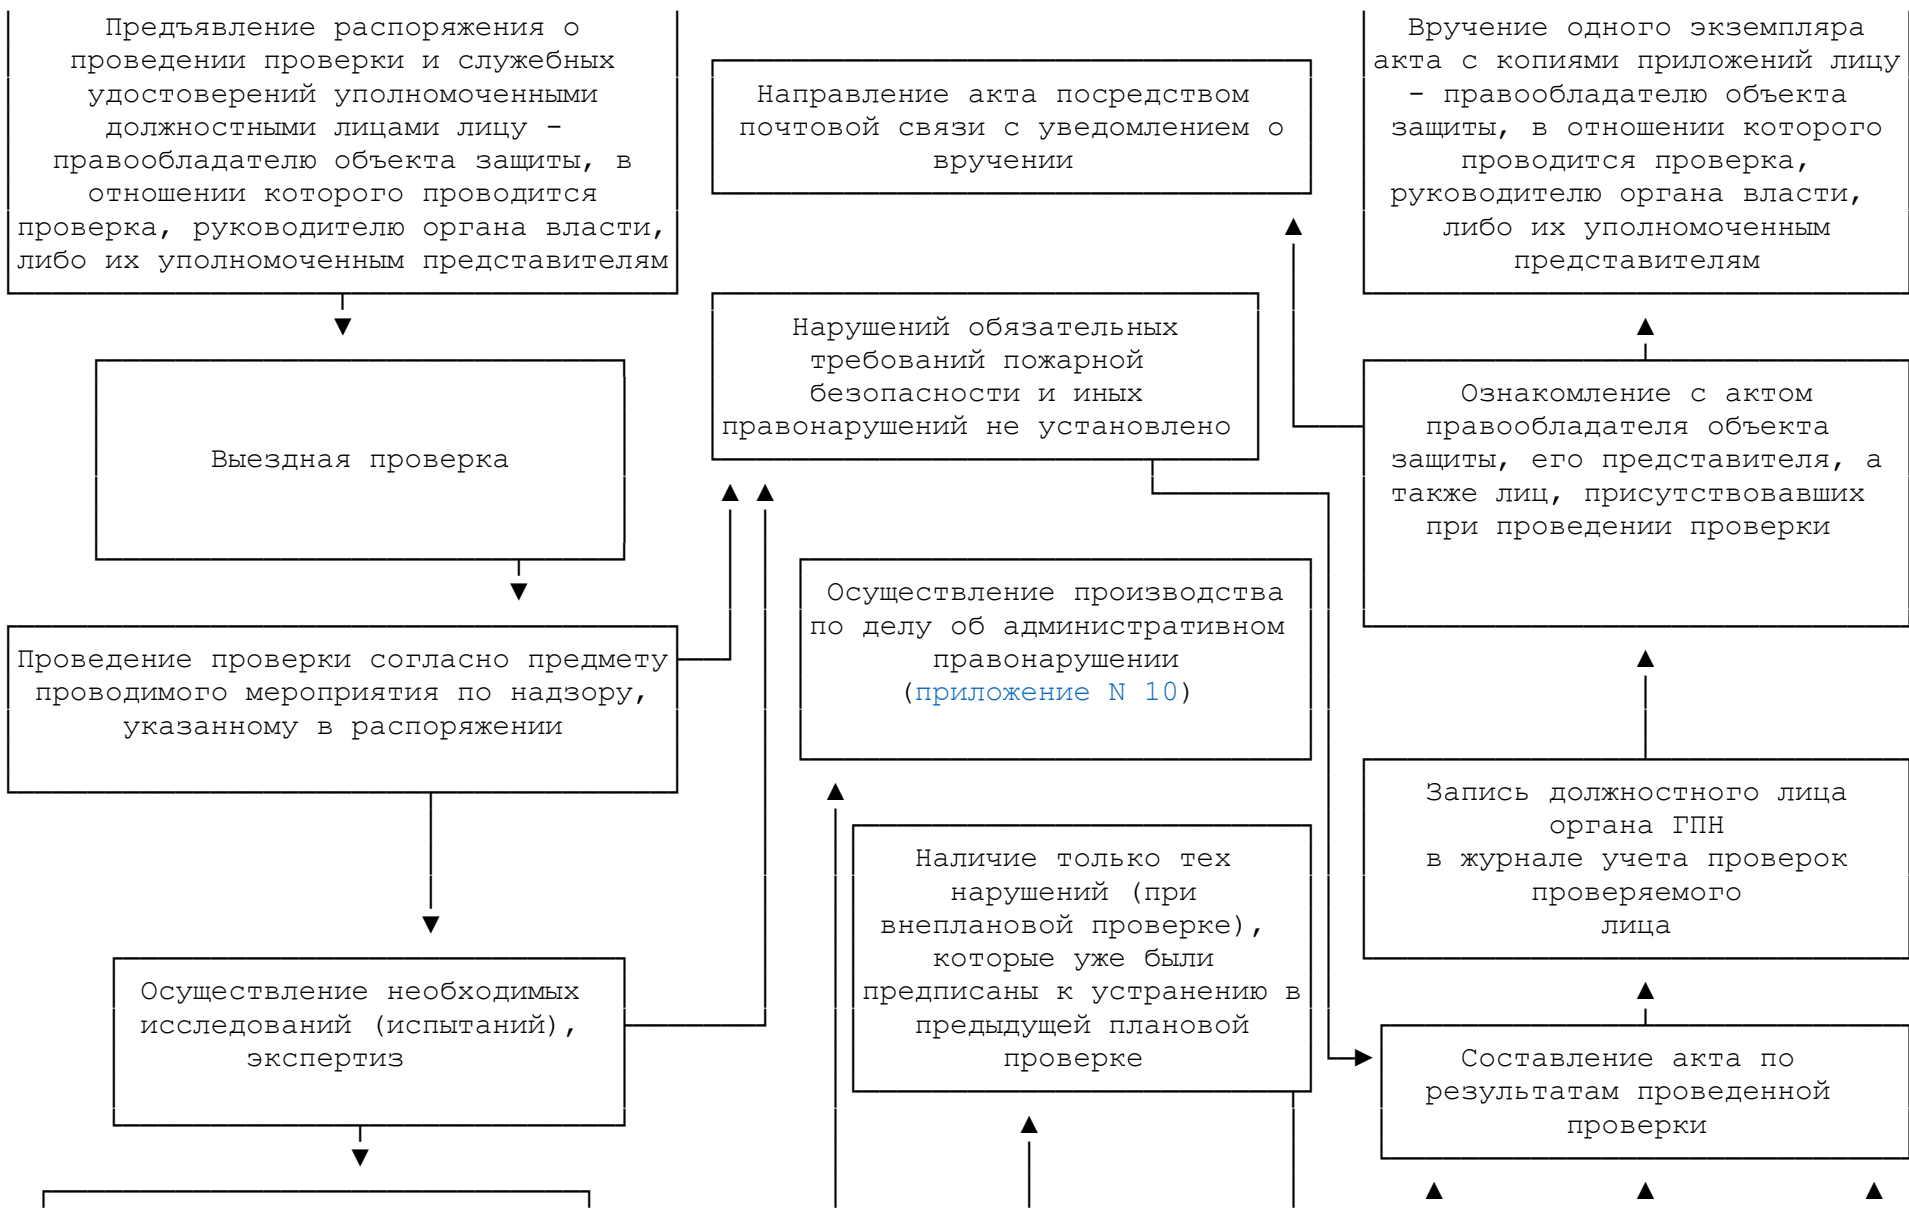 Предъявление распоряжения о
проведении проверки и служебных
удостоверений уполномоченными
должностными лицами лицу -
правообладателю объекта защиты, в
отношении которого проводится
проверка, руководителю органа власти,
либо их уполномоченным представителям
Направление акта посредством
почтовой связи с уведомлением о
вручении
Вручение одного экземпляра
акта с копиями приложений лицу
- правообладателю объекта
защиты, в отношении которого
проводится проверка,
руководителю органа власти,
либо их уполномоченным
представителям
Выездная проверка
Нарушений обязательных
требований пожарной
безопасности и иных
правонарушений не установлено
Ознакомление с актом
правообладателя объекта
защиты, его представителя, а
также лиц, присутствовавших
при проведении проверки
Проведение проверки согласно предмету
проводимого мероприятия по надзору,
указанному в распоряжении
Осуществление производства
по делу об административном
правонарушении
(приложение N 10)
Запись должностного лица
органа ГПН
в журнале учета проверок
проверяемого
лица
Осуществление необходимых
исследований (испытаний),
экспертиз
Наличие только тех
нарушений (при
внеплановой проверке),
которые уже были
предписаны к устранению в
предыдущей плановой
проверке
Составление акта по
результатам проведенной
проверки